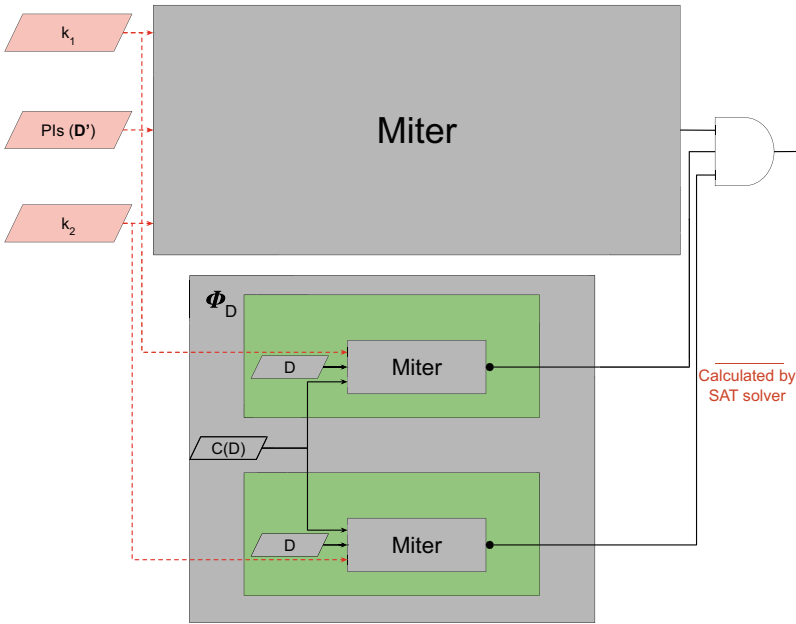 k1
Miter
PIs (D’)
k2
ΦD
D
Miter
C(D)
D
Miter
Calculated by
SAT solver